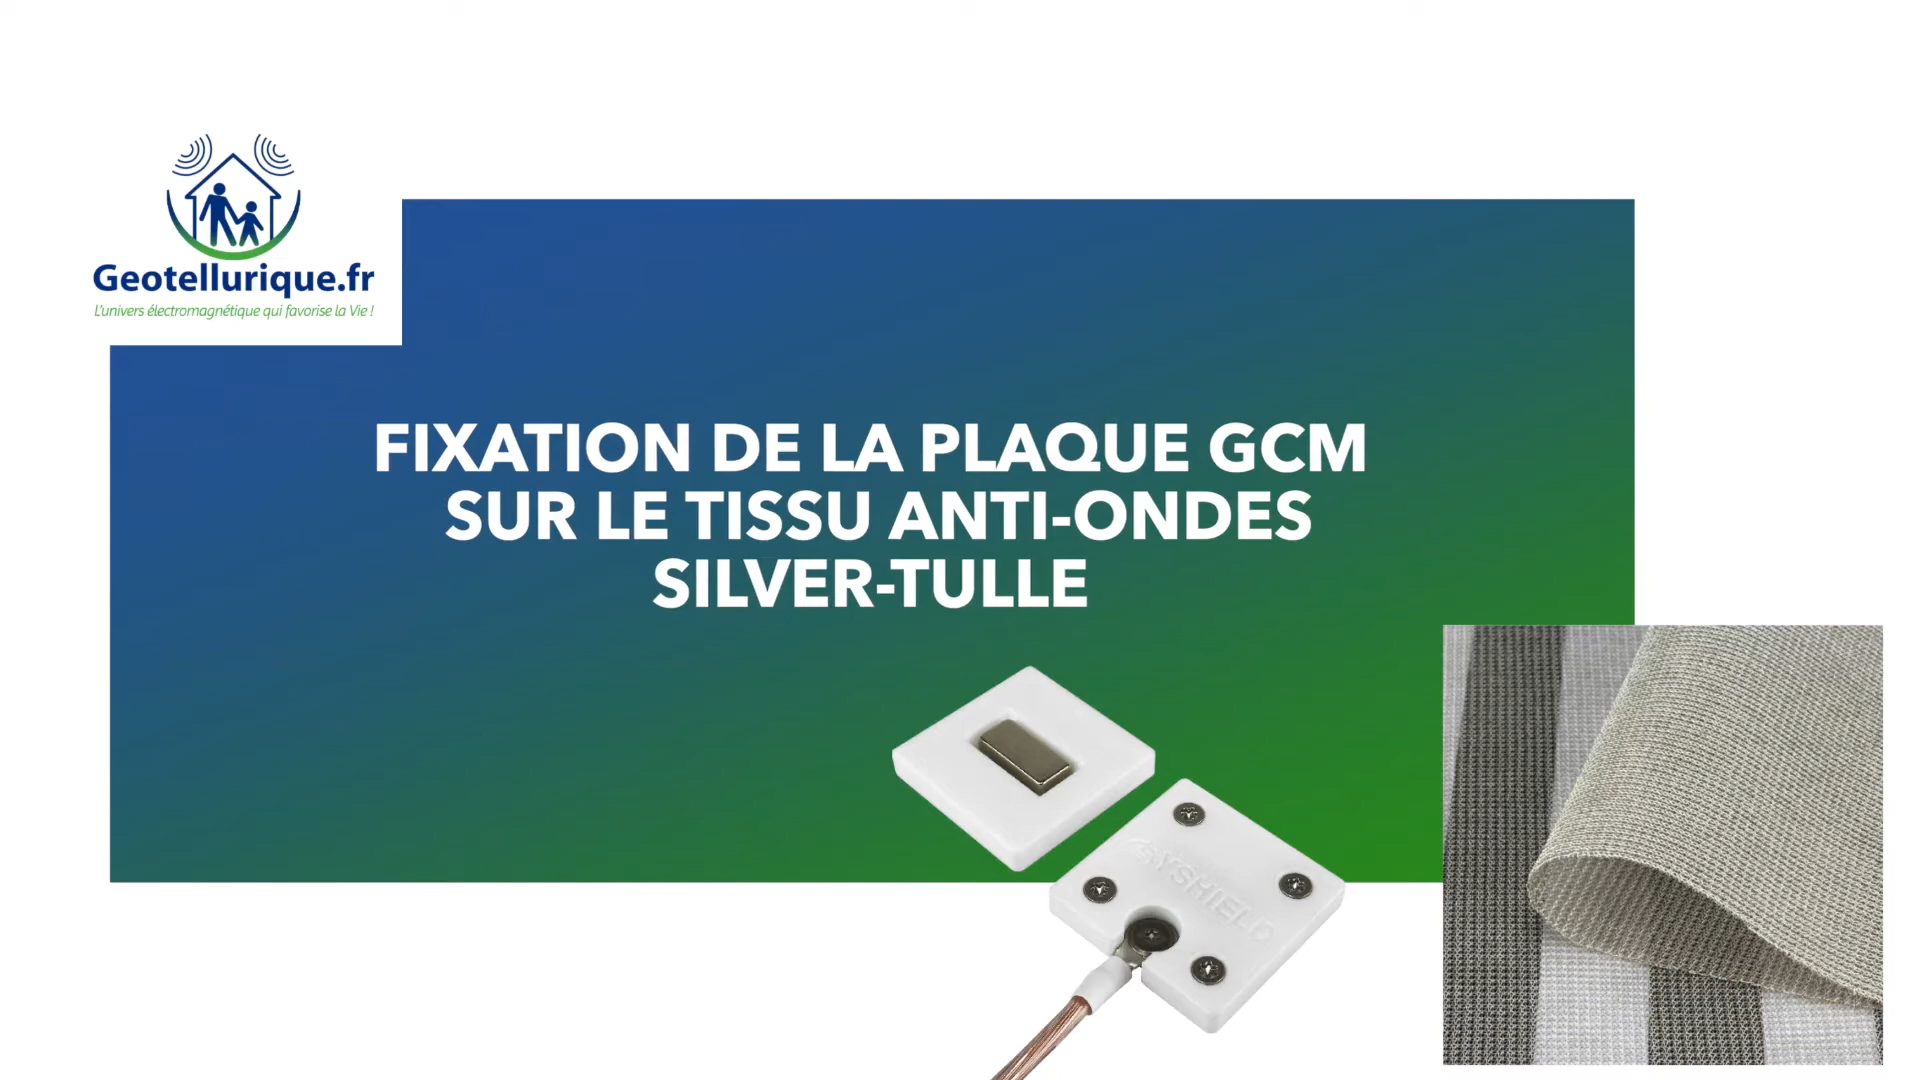 Geotellurique.fr
L'univers électromagnétique qui favorise la Vie !
FIXATION DE LA PLAQUE GCM
SUR LE TISSU ANTI-ONDES
SILVER-TULLE
YSHIELD